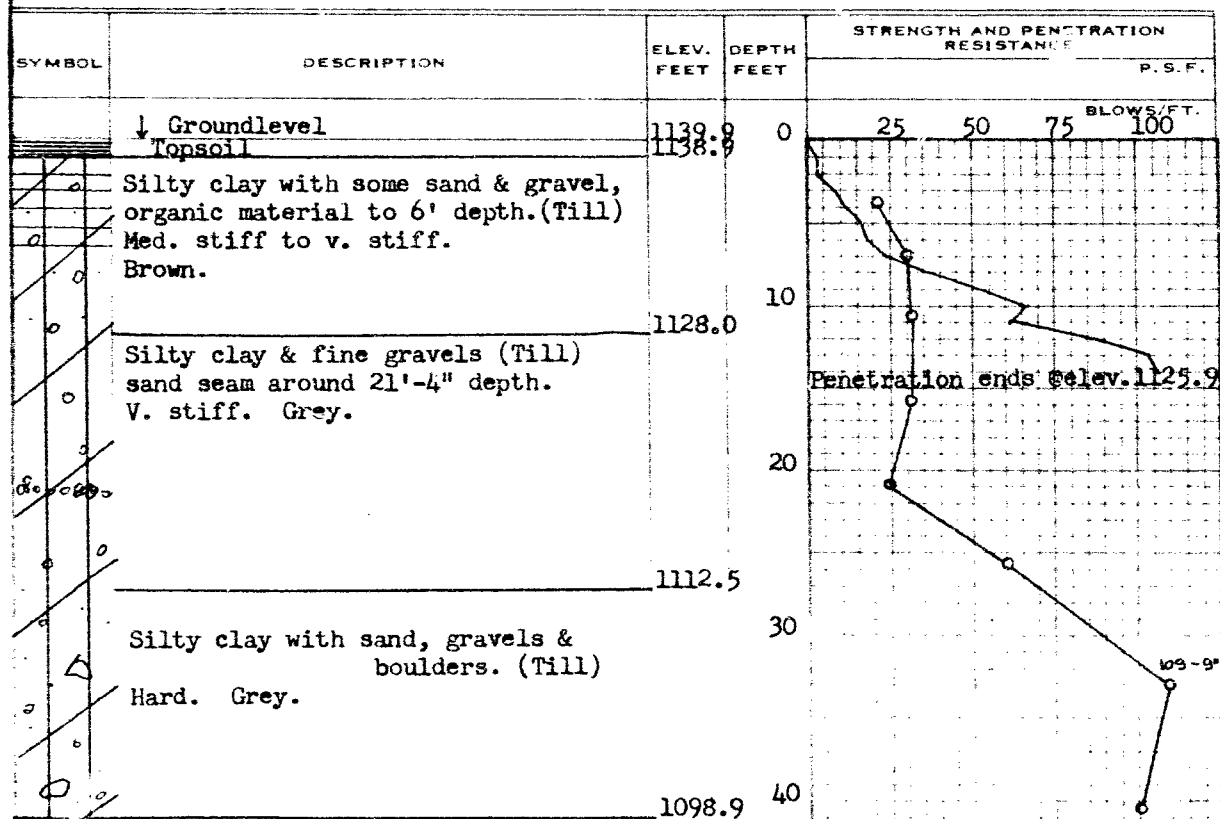 SYMBOL
DESCRIPTION
ELEV. FEET
DEPTH FEET
STRENGTH AND PENETRATION RESISTANCE
P.S.F.
BLOWS/FT.
25 50 75 100
↓ Groundlevel 1139.9 0
Topsoil 1138.9
Silty clay with some sand & gravel,
organic material to 6' depth.(Till)
Med. stiff to v. stiff.
Brown.
10
1128.0
Silty clay & fine gravels (Till)
sand seam around 21'-4" depth.
V. stiff. Grey.
Penetration ends @elev.1125.9
20
1112.5
30
Silty clay with sand, gravels &
boulders. (Till)
Hard. Grey.
109-9"
40
1098.9